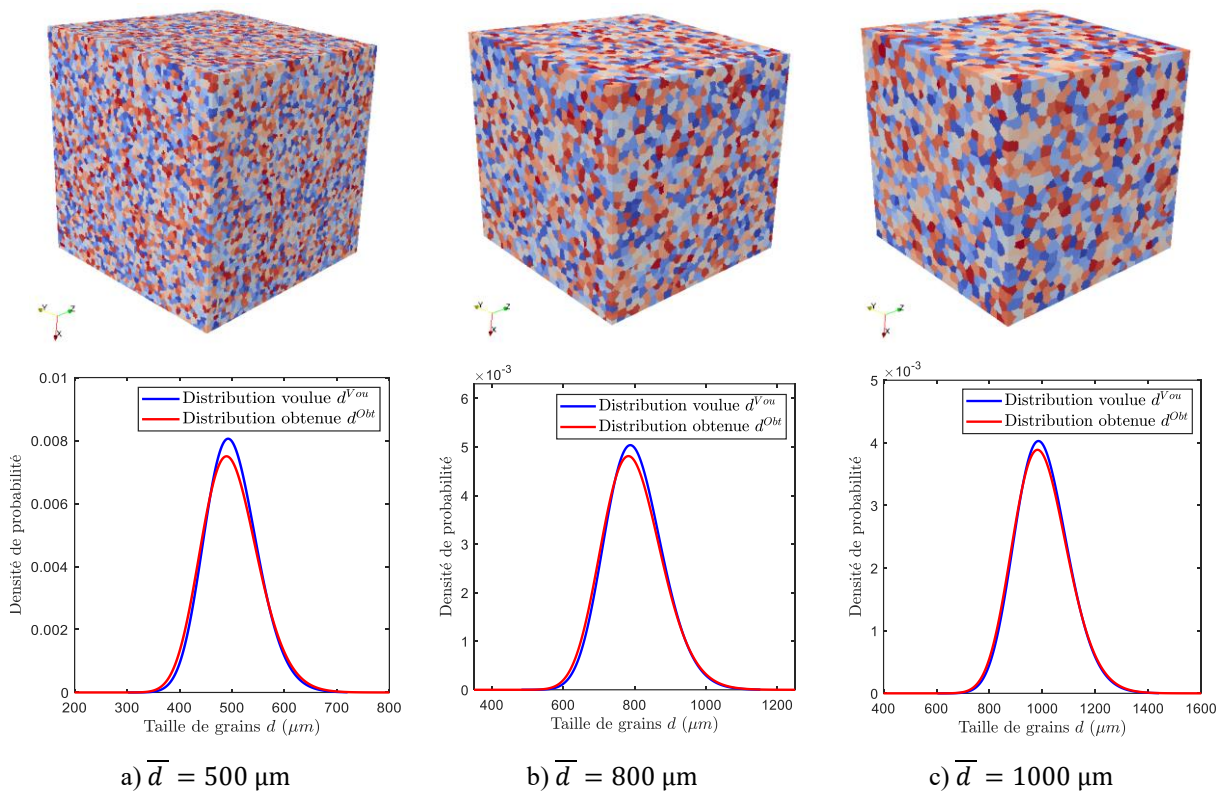 Y Z X
Y Z X
Y Z X
0.01
0.008
0.006
0.004
0.002
0
200 300 400 500 600 700 800
Densité de probabilité
Taille de grains d (μm)
Distribution voulue d^Vou
Distribution obtenue d^Obt
×10⁻³
6
5
4
3
2
1
0
400 600 800 1000 1200
Densité de probabilité
Taille de grains d (μm)
Distribution voulue d^Vou
Distribution obtenue d^Obt
×10⁻³
5
4
3
2
1
0
400 600 800 1000 1200 1400 1600
Densité de probabilité
Taille de grains d (μm)
Distribution voulue d^Vou
Distribution obtenue d^Obt
a) d̅ = 500 μm
b) d̅ = 800 μm
c) d̅ = 1000 μm